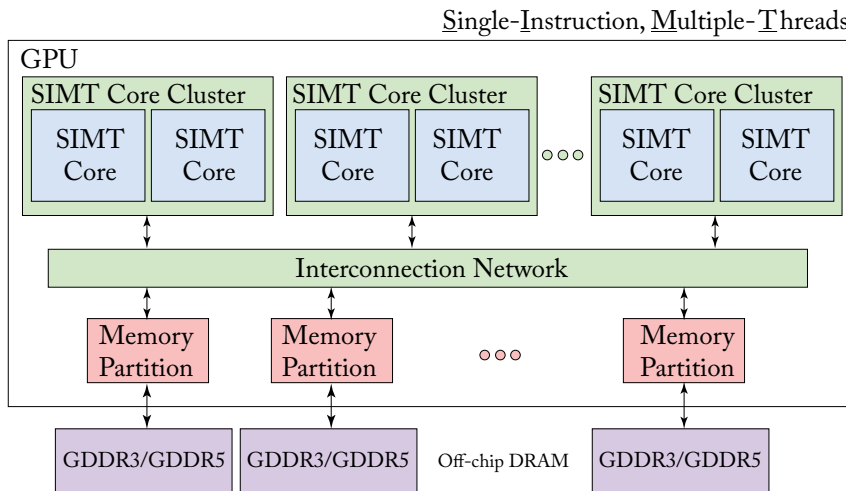 Single-Instruction, Multiple-Threads
GPU
SIMT Core Cluster
SIMT
Core
SIMT
Core
SIMT Core Cluster
SIMT
Core
SIMT
Core
SIMT Core Cluster
SIMT
Core
SIMT
Core
Interconnection Network
Memory
Partition
Memory
Partition
Memory
Partition
GDDR3/GDDR5
GDDR3/GDDR5
Off-chip DRAM
GDDR3/GDDR5